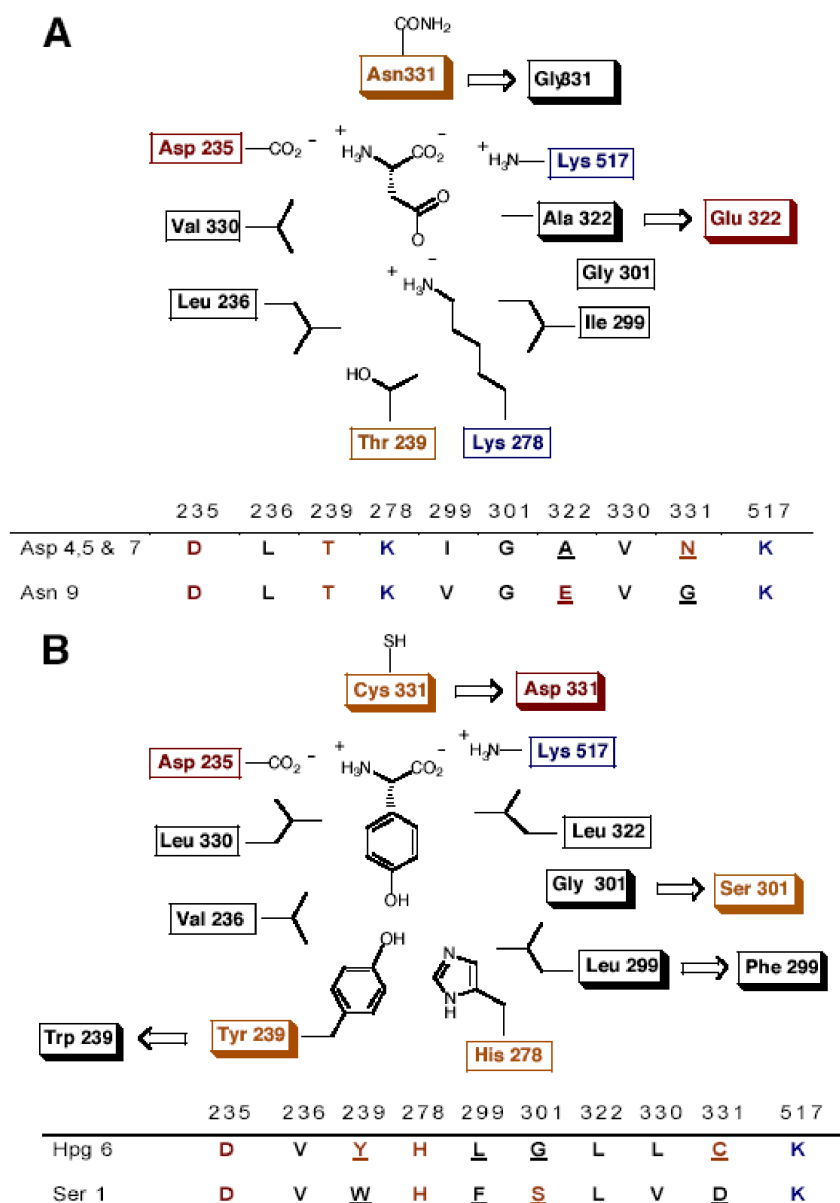 A
CONH₂
Asn331 Gly331
Asp 235 CO₂⁻ +H₃N CO₂⁻ +H₃N Lys 517
O
Val 330 Ala 322 Glu 322
O⁻
Gly 301
+H₃N
Leu 236 Ile 299
HO
Thr 239 Lys 278
235 236 239 278 299 301 322 330 331 517
Asp 4,5 & 7 D L T K I G A V N K
Asn 9 D L T K V G E V G K
B
SH
Cys 331 Asp 331
Asp 235 CO₂⁻ +H₃N CO₂⁻ +H₃N Lys 517
Leu 330 Leu 322
OH
Gly 301 Ser 301
Val 236
OH
N
Leu 299 Phe 299
N
H
Trp 239 Tyr 239 His 278
235 236 239 278 299 301 322 330 331 517
Hpg 6 D V Y H L G L L C K
Ser 1 D V W H F S L V D K